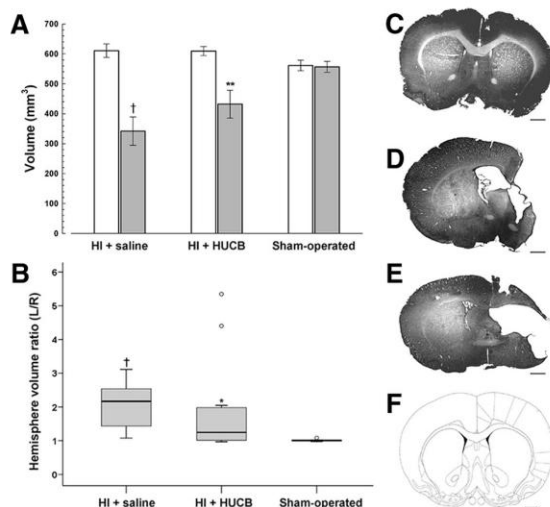 A
Volume (mm³)
700
600
500
400
300
200
100
0
†
**
HI + saline
HI + HUCB
Sham-operated
B
Hemisphere volume ratio (L/R)
6
5
4
3
2
1
0
†
*
HI + saline
HI + HUCB
Sham-operated
C
D
E
F